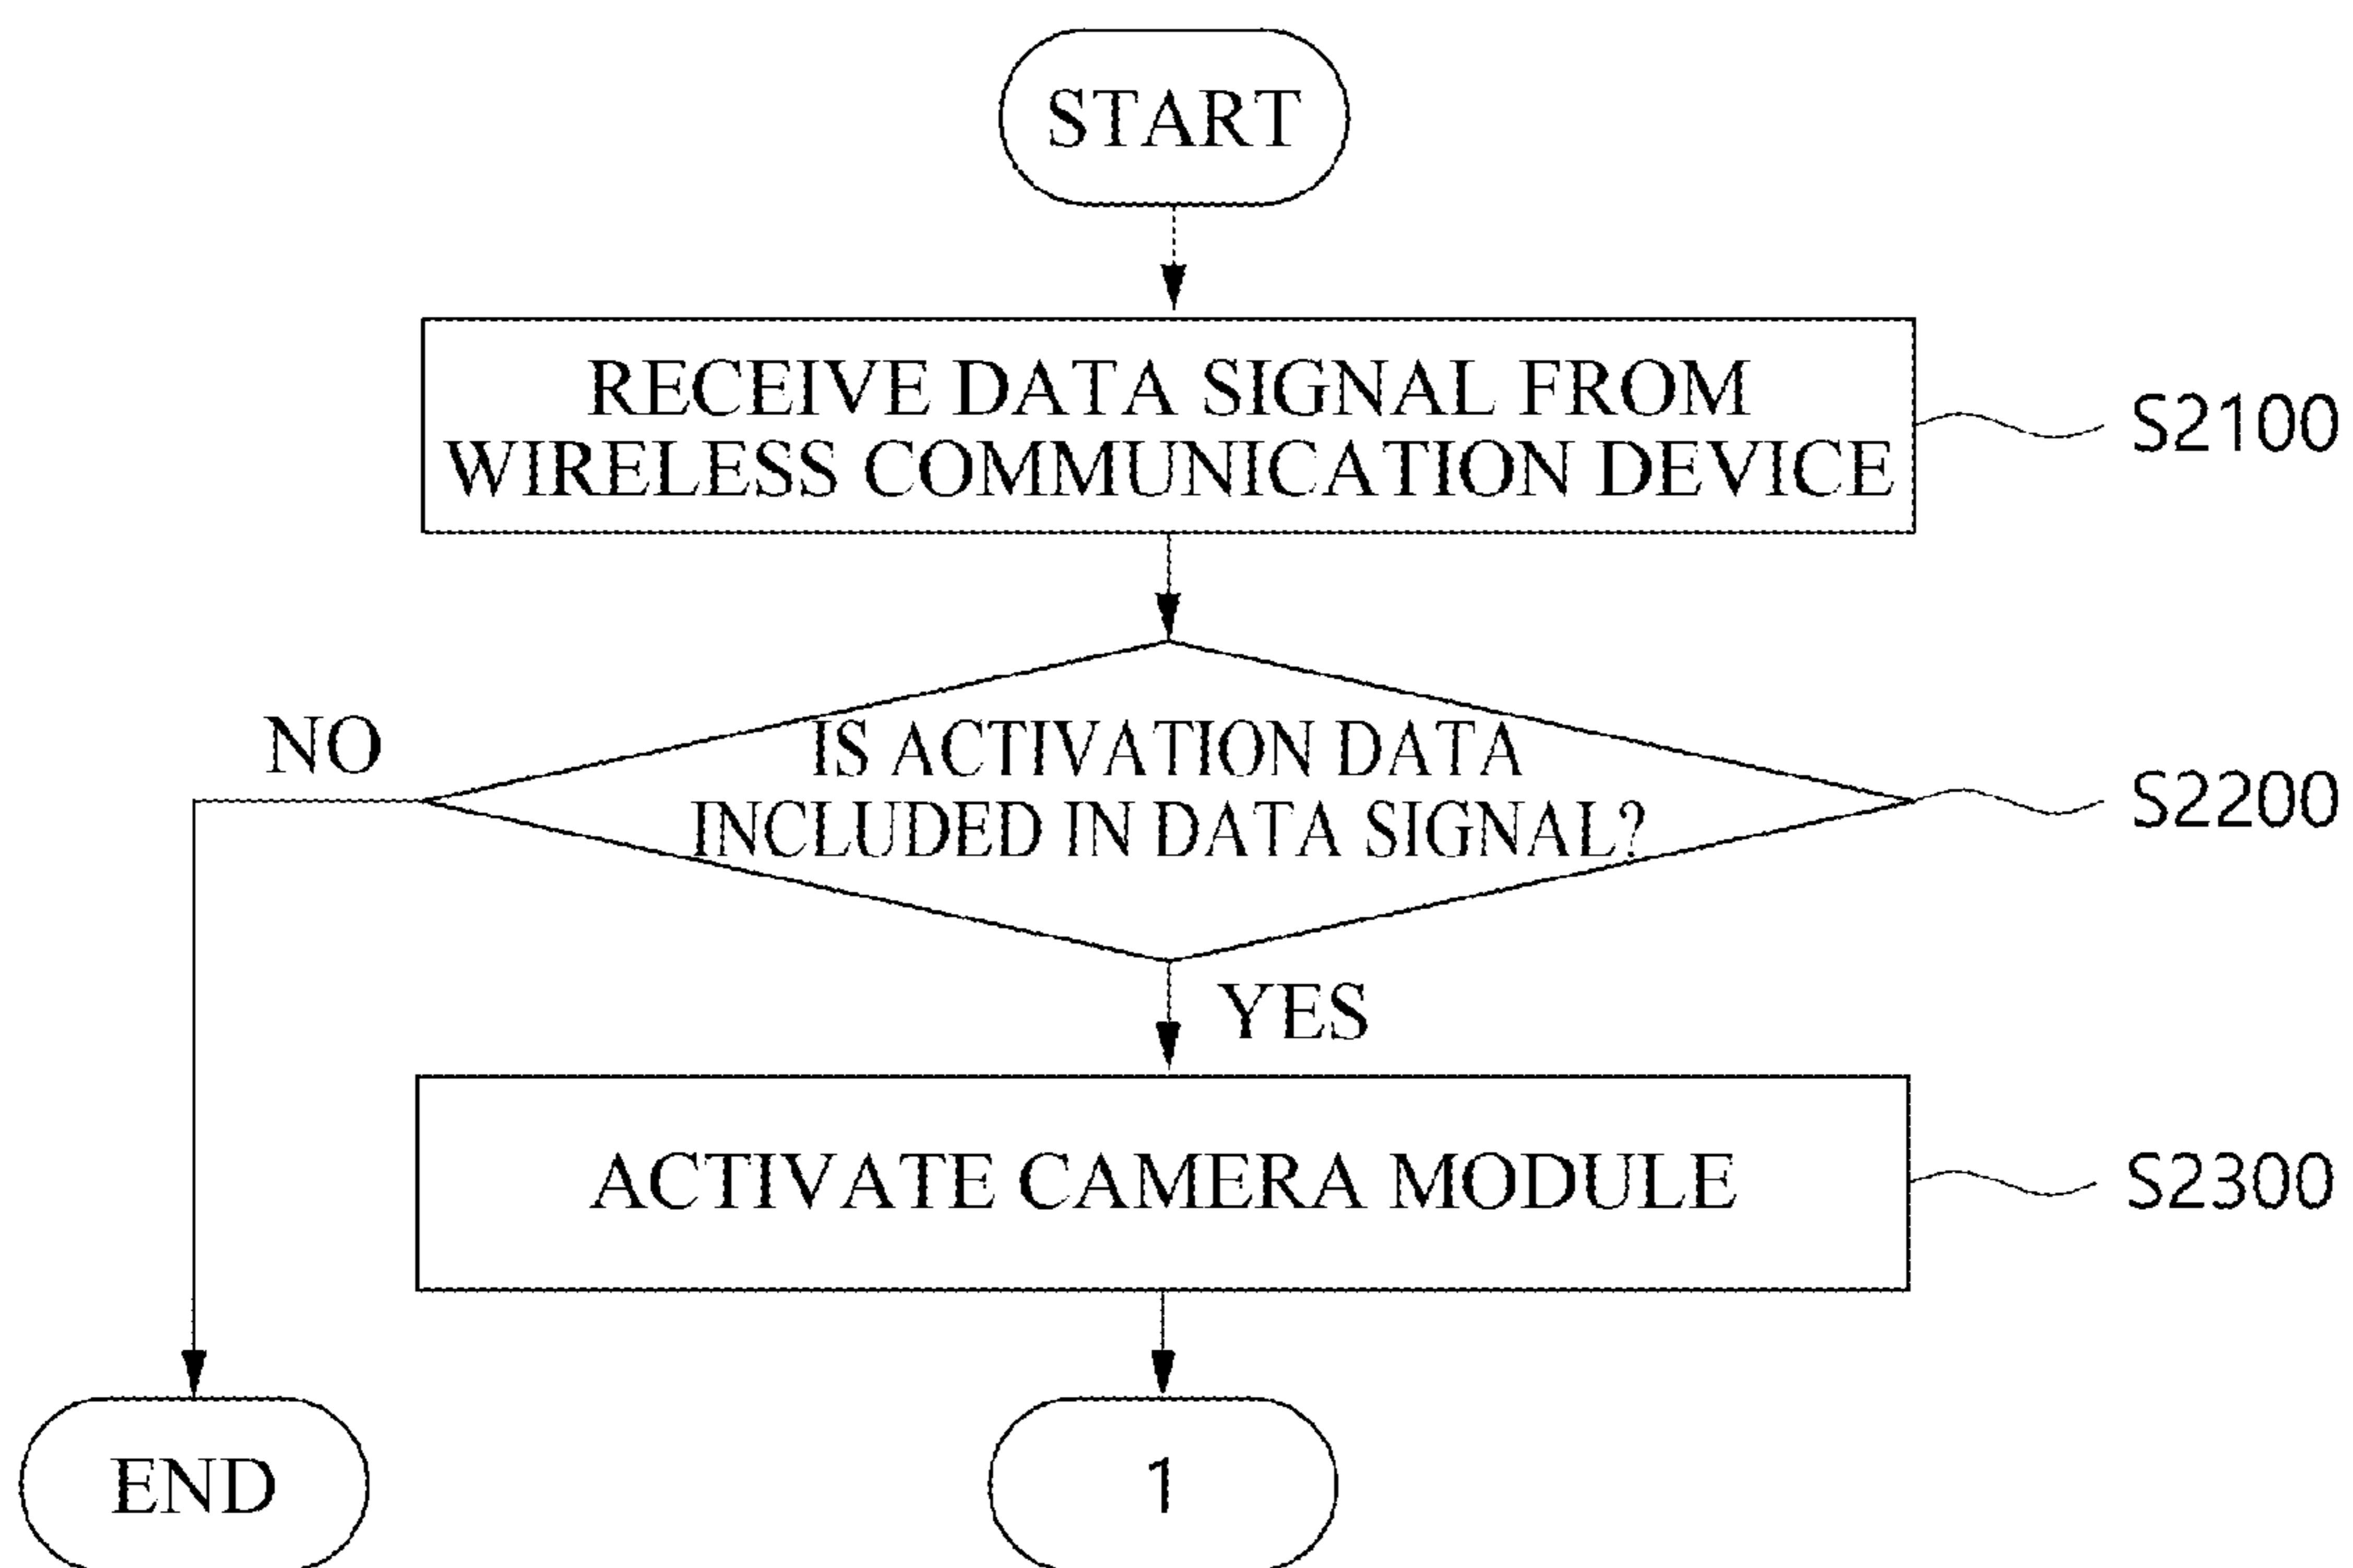 START
RECEIVE DATA SIGNAL FROM
WIRELESS COMMUNICATION DEVICE
S2100
IS ACTIVATION DATA
INCLUDED IN DATA SIGNAL?
NO
S2200
YES
ACTIVATE CAMERA MODULE
S2300
END
1